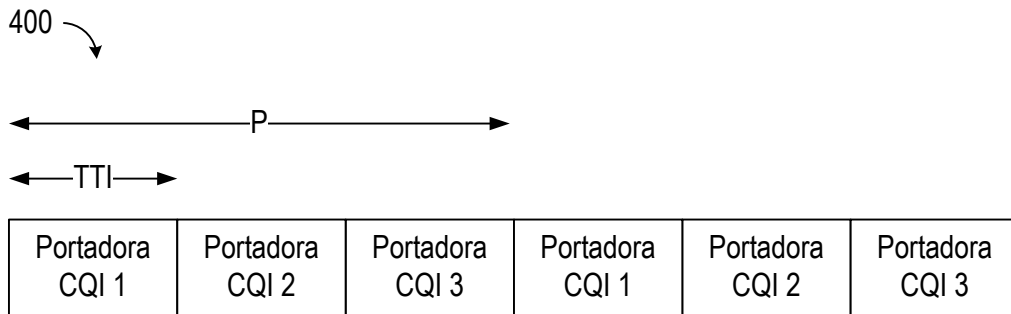 400
P
TTI
Portadora CQI 1
Portadora CQI 2
Portadora CQI 3
Portadora CQI 1
Portadora CQI 2
Portadora CQI 3